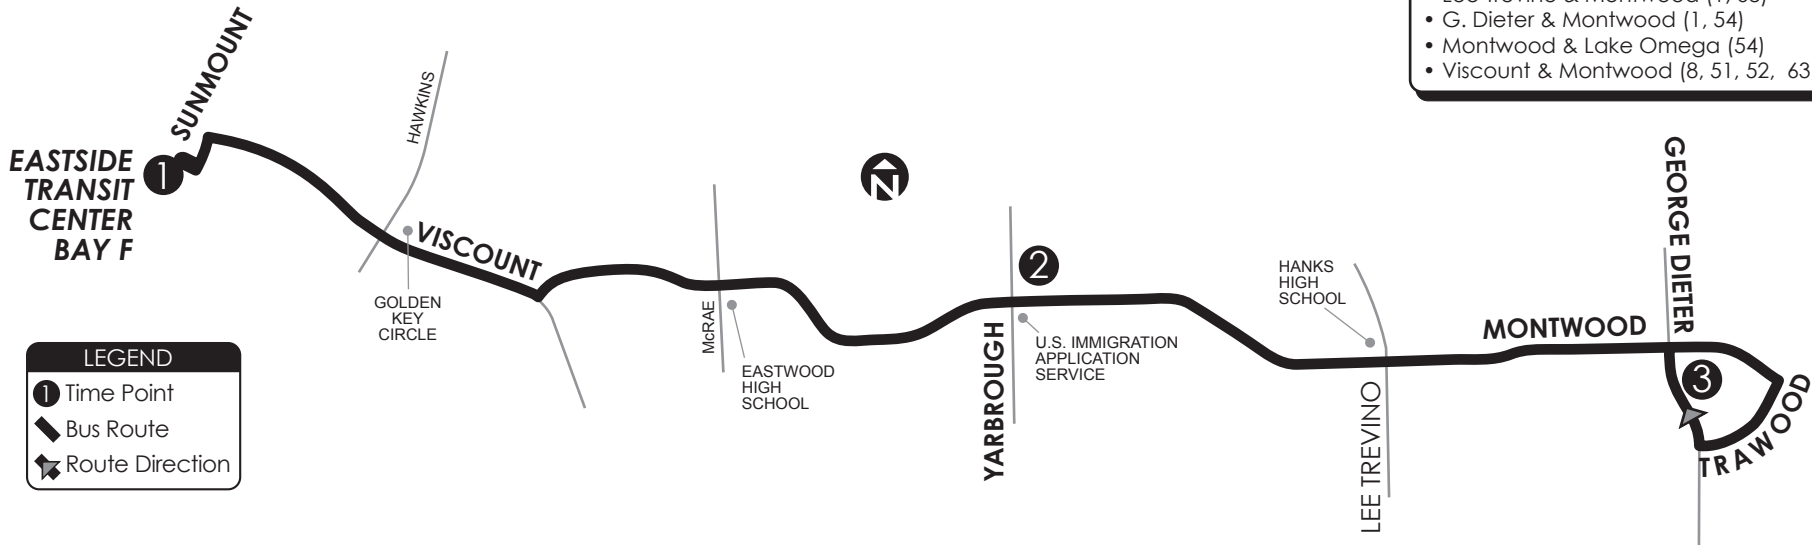 • G. Dieter & Montwood (1, 54)
• Montwood & Lake Omega (54)
• Viscount & Montwood (8, 51, 52, 63
SUNMOUNT
EASTSIDE
TRANSIT
CENTER
BAY F
1
HAWKINS
VISCOUNT
GOLDEN
KEY
CIRCLE
N
McRAE
EASTWOOD
HIGH
SCHOOL
2
YARBROUGH
U.S. IMMIGRATION
APPLICATION
SERVICE
HANKS
HIGH
SCHOOL
LEE TREVINO
MONTWOOD
GEORGE DIETER
3
TRAWOOD
LEGEND
1 Time Point
Bus Route
Route Direction